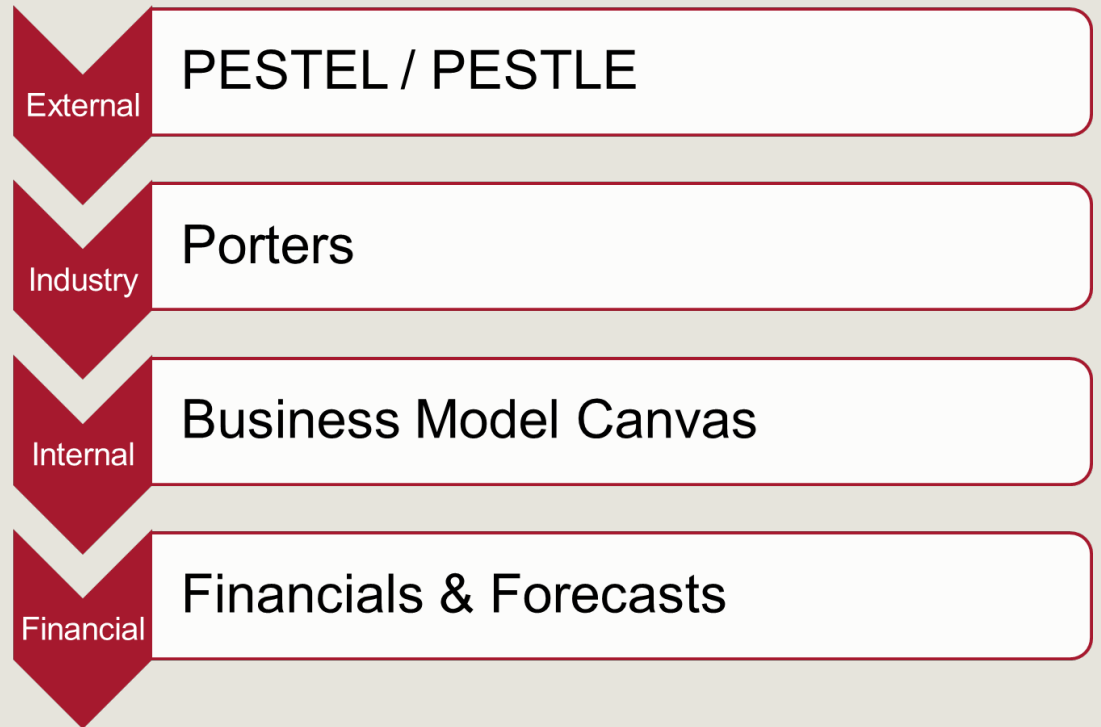 External
PESTEL / PESTLE
Industry
Porters
Internal
Business Model Canvas
Financial
Financials & Forecasts